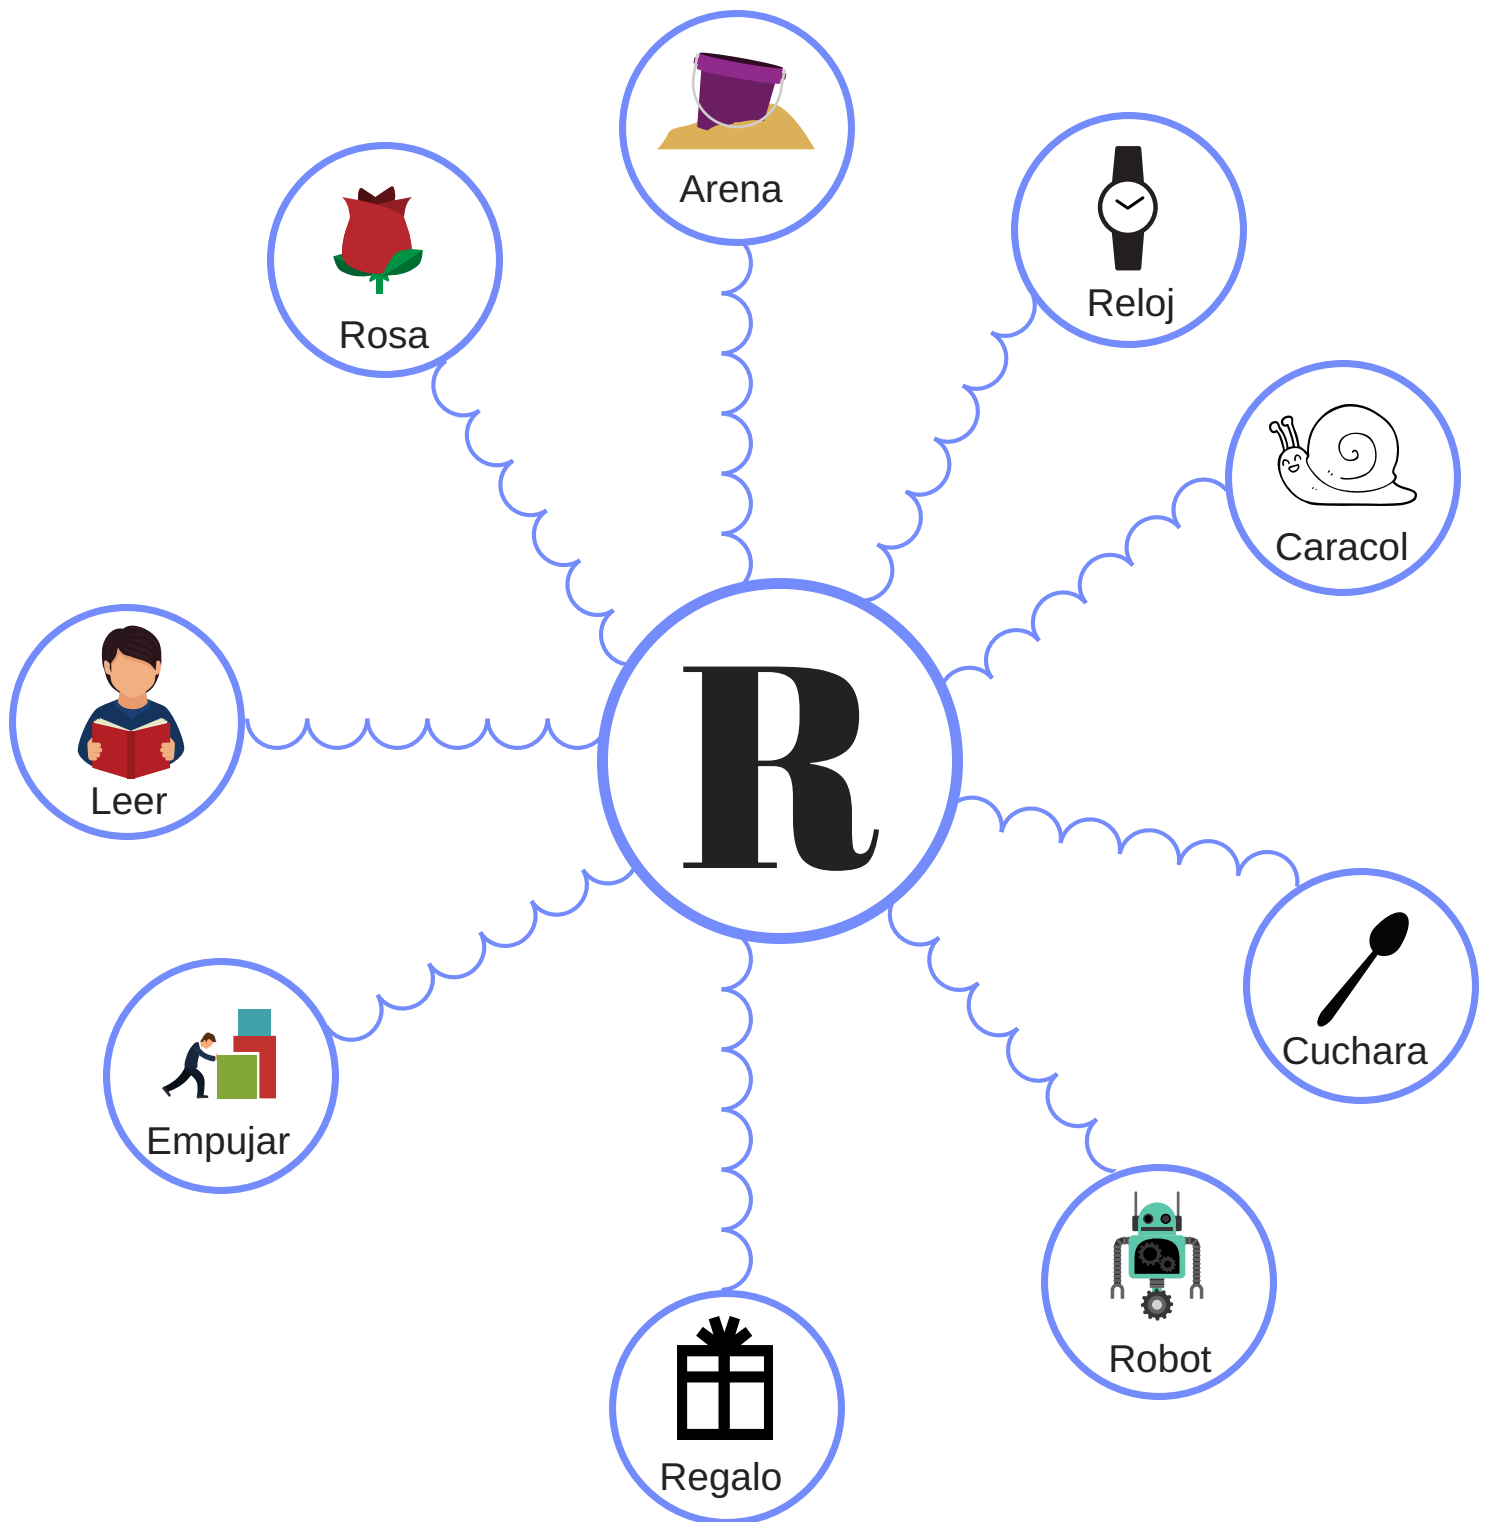 Arena
Rosa
Reloj
Caracol
Leer
R
Cuchara
Empujar
Robot
Regalo